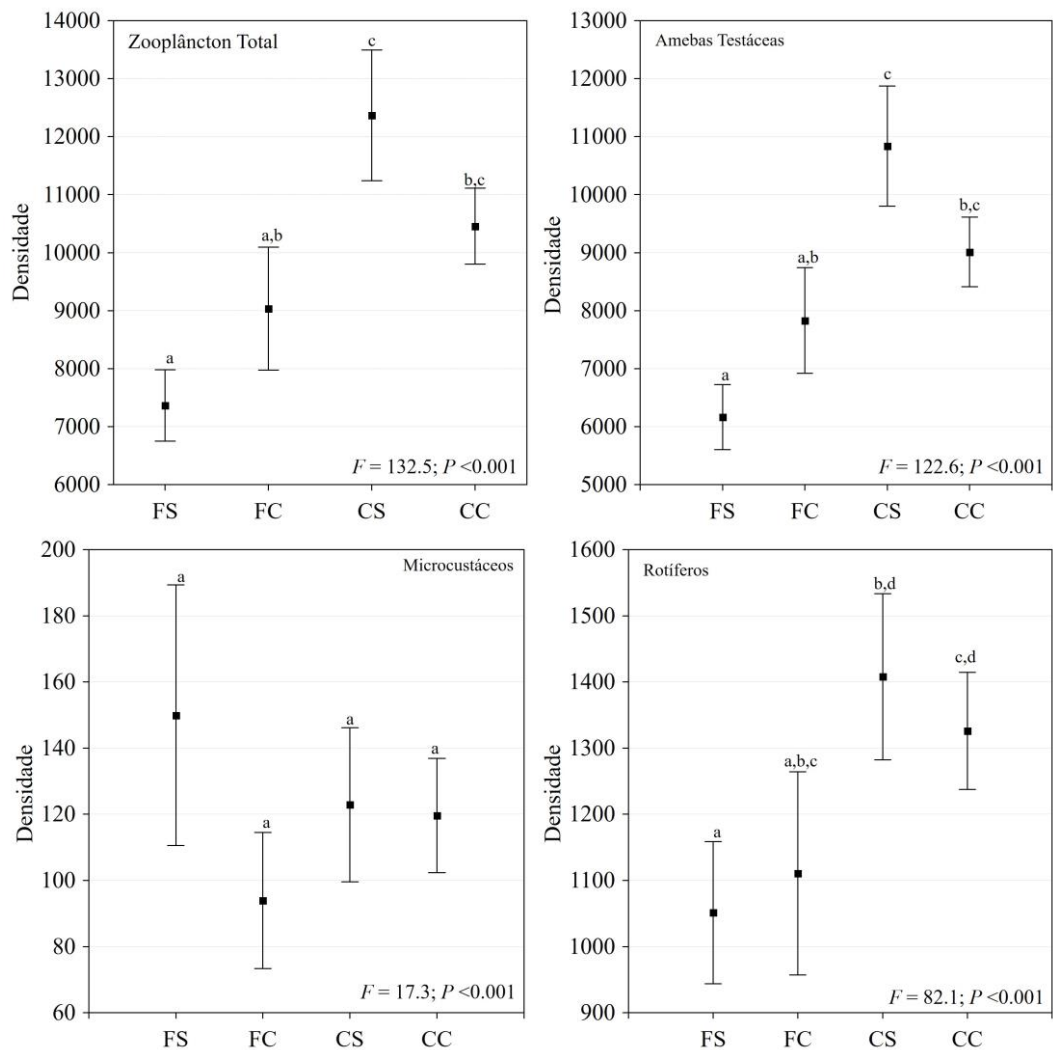 Zooplâncton Total
Densidade
14000
13000
12000
11000
10000
9000
8000
7000
6000
a
a,b
c
b,c
F = 132.5; P <0.001
FS FC CS CC
Amebas Testáceas
Densidade
13000
12000
11000
10000
9000
8000
7000
6000
5000
a
a,b
c
b,c
F = 122.6; P <0.001
FS FC CS CC
Microcustáceos
Densidade
200
180
160
140
120
100
80
60
a
a
a
a
F = 17.3; P <0.001
FS FC CS CC
Rotíferos
Densidade
1600
1500
1400
1300
1200
1100
1000
900
a
a,b,c
b,d
c,d
F = 82.1; P <0.001
FS FC CS CC